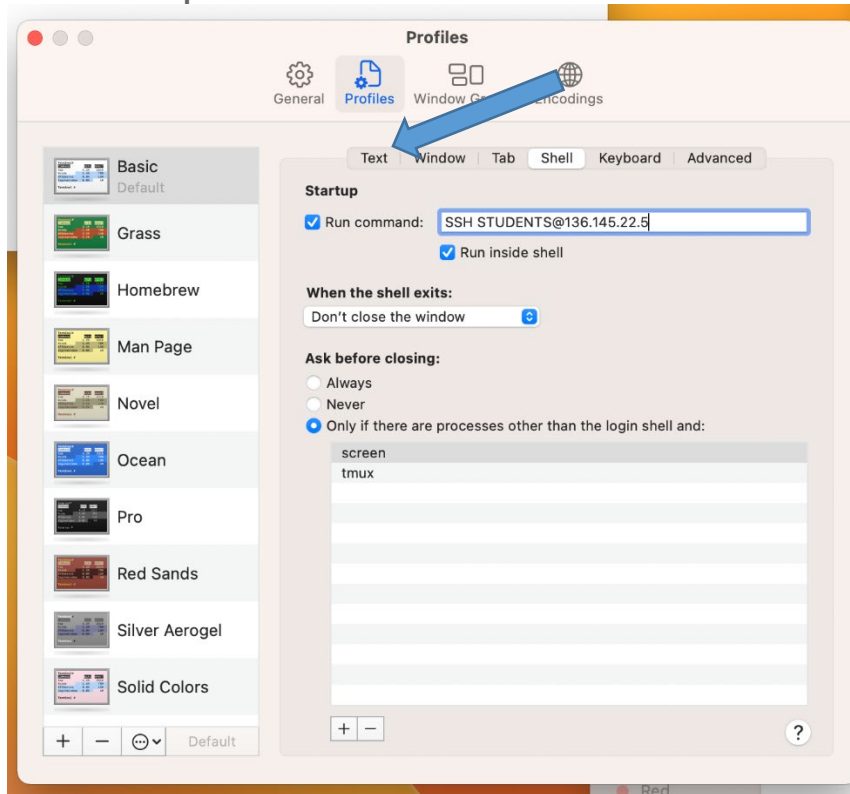 Profiles
General Profiles Window Encodings
Text Window Tab Shell Keyboard Advanced
Basic
Default
Grass
Homebrew
Man Page
Novel
Ocean
Pro
Red Sands
Silver Aerogel
Solid Colors
+ − Default
Startup
Run command: SSH STUDENTS@136.145.22.5
Run inside shell
When the shell exits:
Don't close the window
Ask before closing:
Always
Never
Only if there are processes other than the login shell and:
screen
tmux
+ −
?
Red